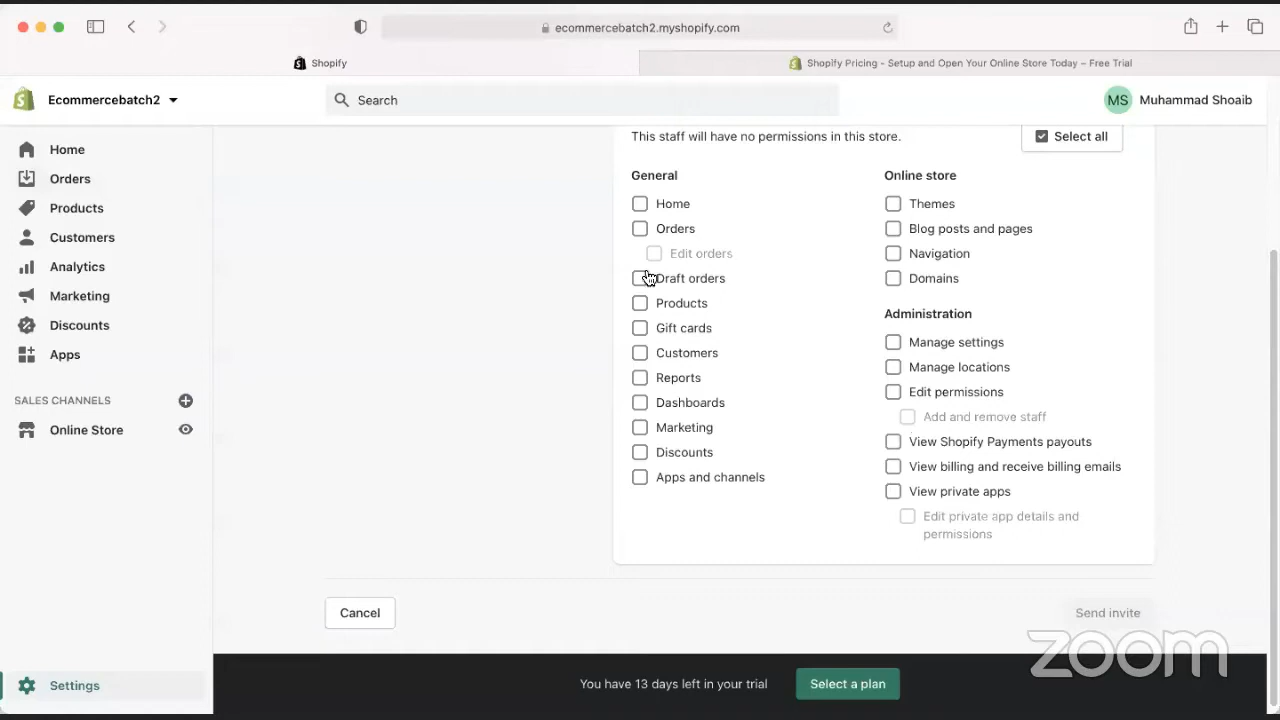 ecommercebatch2.myshopify.com
Shopify
Shopify Pricing - Setup and Open Your Online Store Today – Free Trial
Ecommercebatch2
Search
MS
Muhammad Shoaib
Home
Orders
Products
Customers
Analytics
Marketing
Discounts
Apps
SALES CHANNELS
Online Store
Settings
This staff will have no permissions in this store.
Select all
General
Home
Orders
Edit orders
Draft orders
Products
Gift cards
Customers
Reports
Dashboards
Marketing
Discounts
Apps and channels
Online store
Themes
Blog posts and pages
Navigation
Domains
Administration
Manage settings
Manage locations
Edit permissions
Add and remove staff
View Shopify Payments payouts
View billing and receive billing emails
View private apps
Edit private app details and
permissions
Cancel
Send invite
zoom
You have 13 days left in your trial
Select a plan